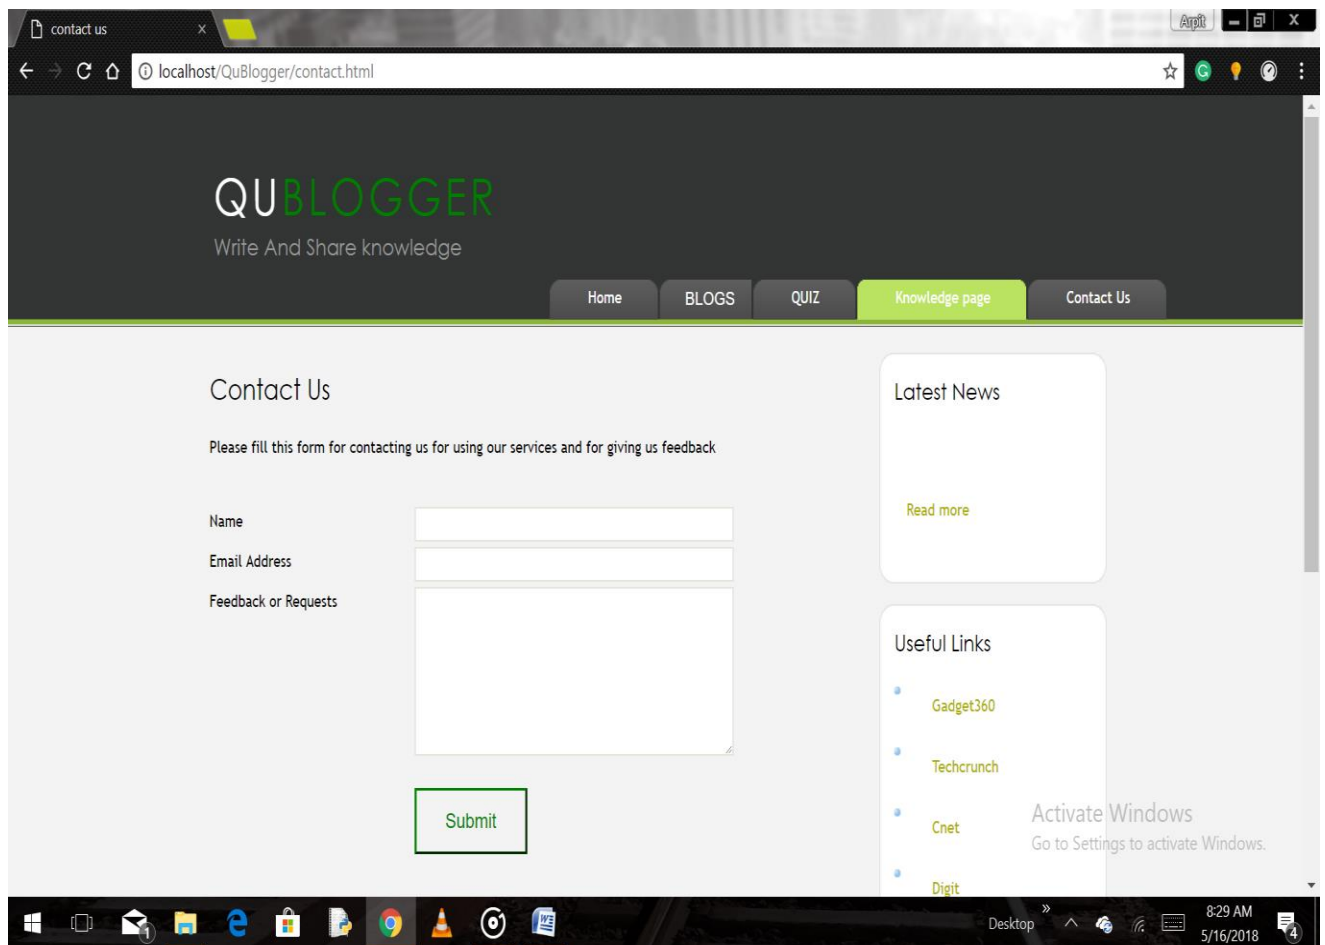 contact us
Arpit
localhost/QuBlogger/contact.html
QUBLOGGER
Write And Share knowledge
Home BLOGS QUIZ Knowledge page Contact Us
Contact Us
Please fill this form for contacting us for using our services and for giving us feedback
Name
Email Address
Feedback or Requests
Submit
Latest News
Read more
Useful Links
Gadget360
Techcrunch
Cnet
Digit
Activate Windows
Go to Settings to activate Windows.
Desktop
8:29 AM
5/16/2018
1
4